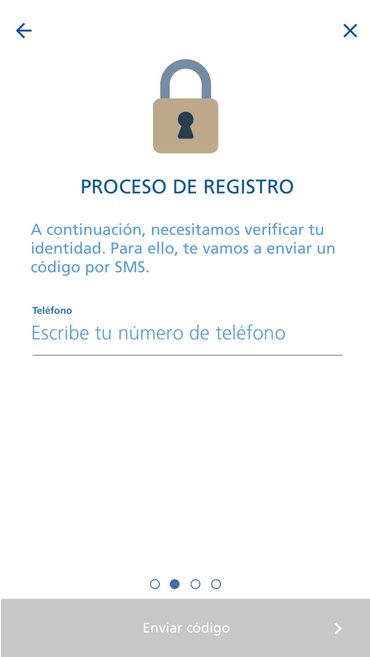 PROCESO DE REGISTRO
A continuación, necesitamos verificar tu
identidad. Para ello, te vamos a enviar un
código por SMS.
Teléfono
Escribe tu número de teléfono
Enviar código